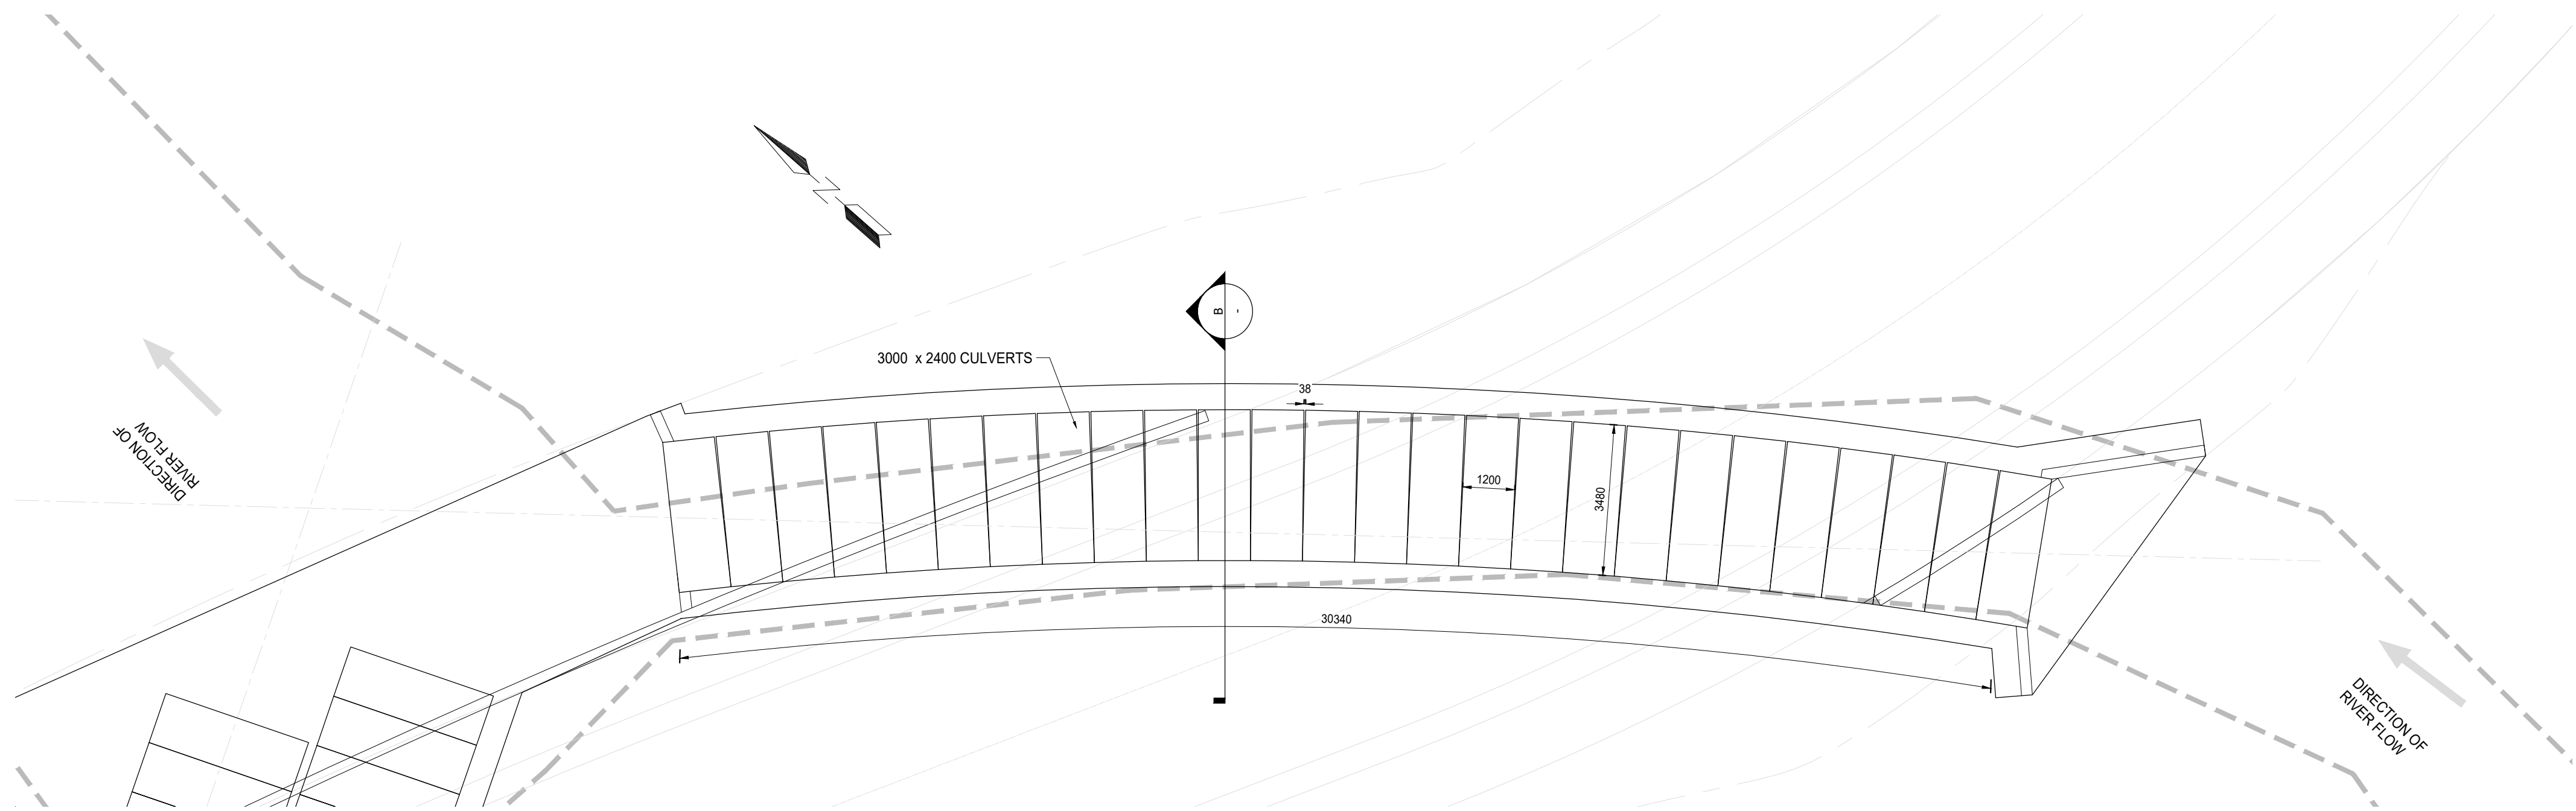 3000 x 2400 CULVERTS
B
-
38
1200
3480
30340
DIRECTION OF
RIVER FLOW
DIRECTION OF
RIVER FLOW